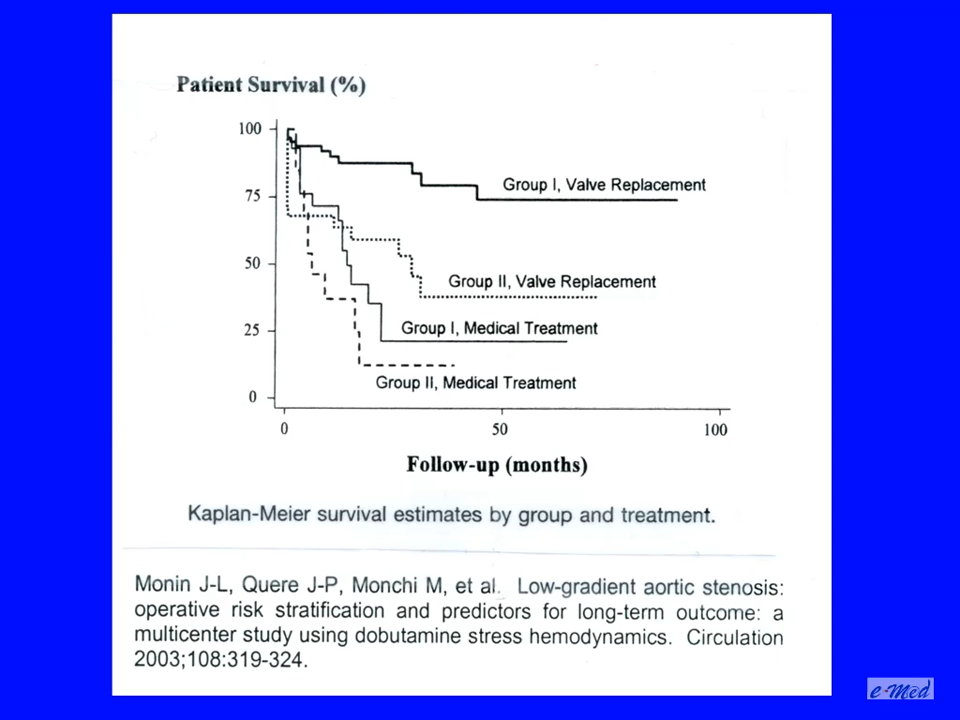 Patient Survival (%)
100
75
50
25
0
Group I, Valve Replacement
Group II, Valve Replacement
Group I, Medical Treatment
Group II, Medical Treatment
0 50 100
Follow-up (months)
Kaplan-Meier survival estimates by group and treatment.
Monin J-L, Quere J-P, Monchi M, et al. Low-gradient aortic stenosis:
operative risk stratification and predictors for long-term outcome: a
multicenter study using dobutamine stress hemodynamics. Circulation
2003;108:319-324.
e-Med